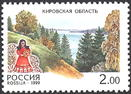 КИРОВСКАЯ ОБЛАСТЬ
РОССИЯ
ROSSIJA • 1999
2.00